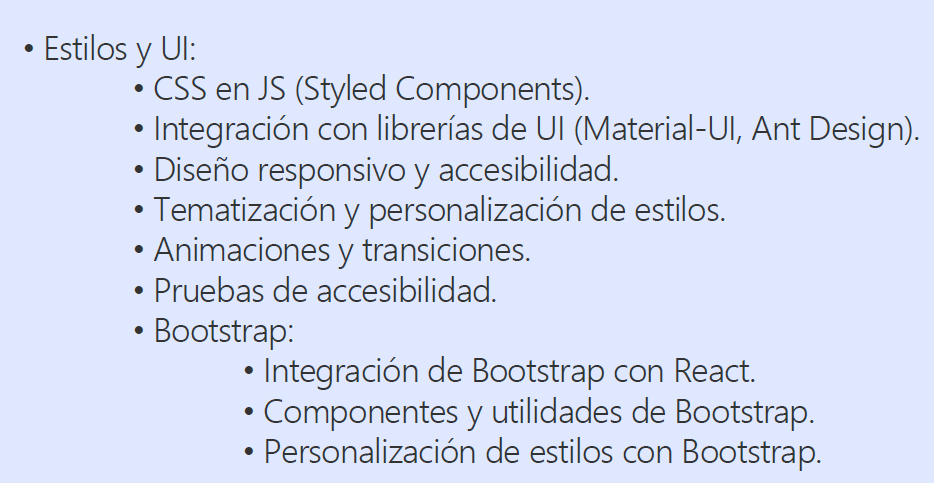 • Estilos y UI:
• CSS en JS (Styled Components).
• Integración con librerías de UI (Material-UI, Ant Design).
• Diseño responsivo y accesibilidad.
• Tematización y personalización de estilos.
• Animaciones y transiciones.
• Pruebas de accesibilidad.
• Bootstrap:
• Integración de Bootstrap con React.
• Componentes y utilidades de Bootstrap.
• Personalización de estilos con Bootstrap.